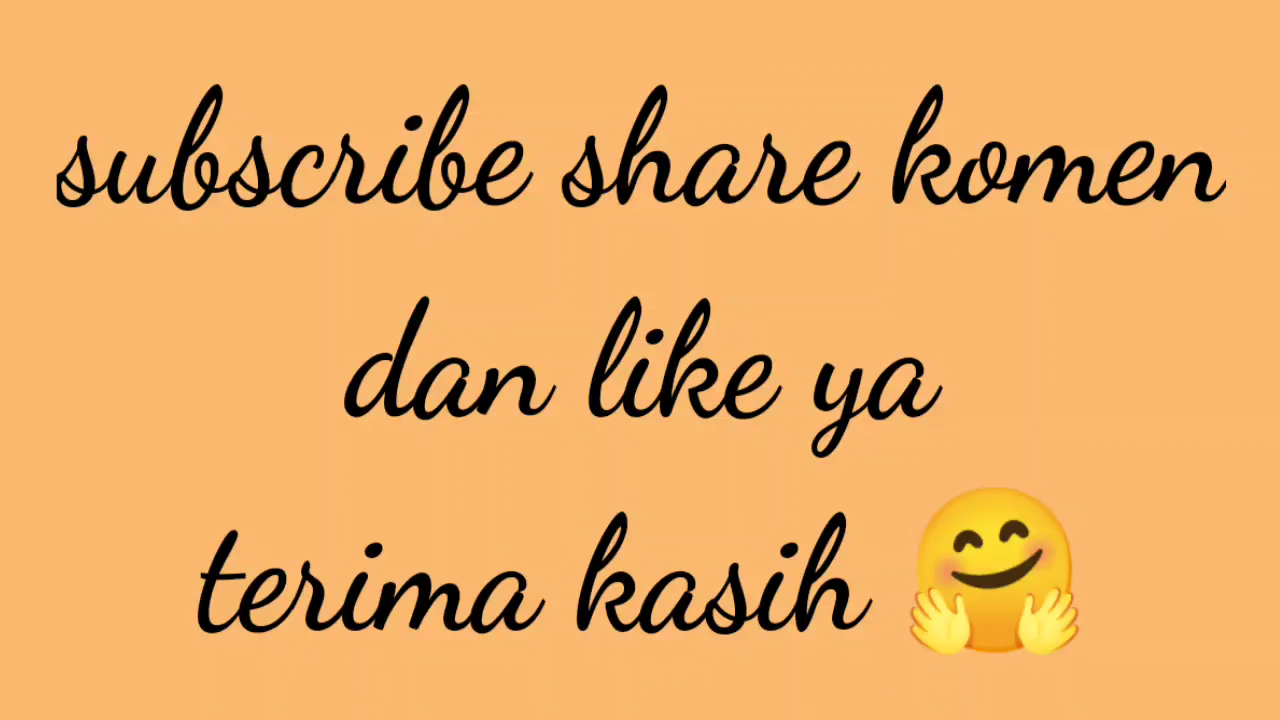 subscribe share komen
dan like ya
terima kasih 🤗